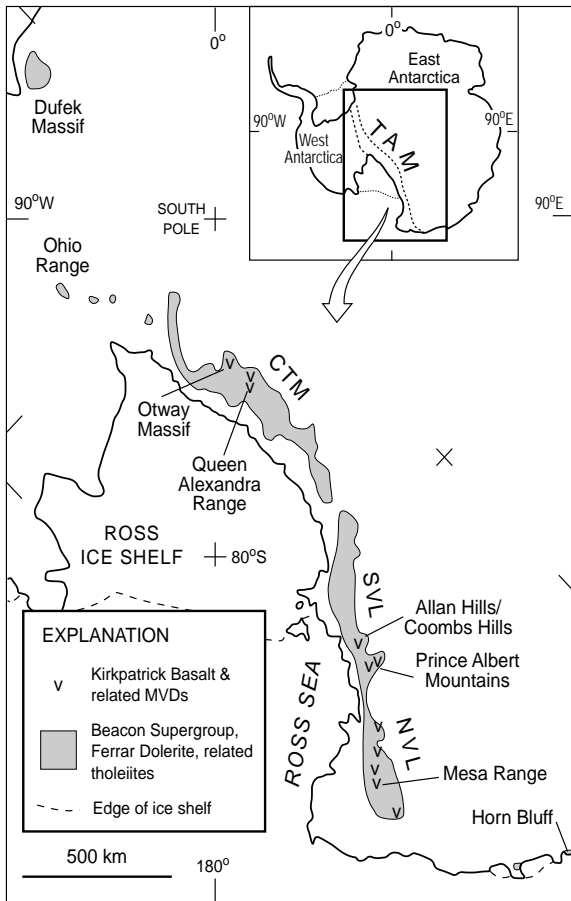 0°
Dufek
Massif
90°W
SOUTH
POLE
Ohio
Range
0°
East
Antarctica
90°W
90°E
West
Antarctica
TAM
90°E
CTM
Otway
Massif
Queen
Alexandra
Range
ROSS
ICE SHELF
80°S
SVL
Allan Hills/
Coombs Hills
Prince Albert
Mountains
ROSS SEA
NVL
Mesa Range
Horn Bluff
EXPLANATION
v Kirkpatrick Basalt &
related MVDs
Beacon Supergroup,
Ferrar Dolerite, related
tholeiites
Edge of ice shelf
500 km
180°